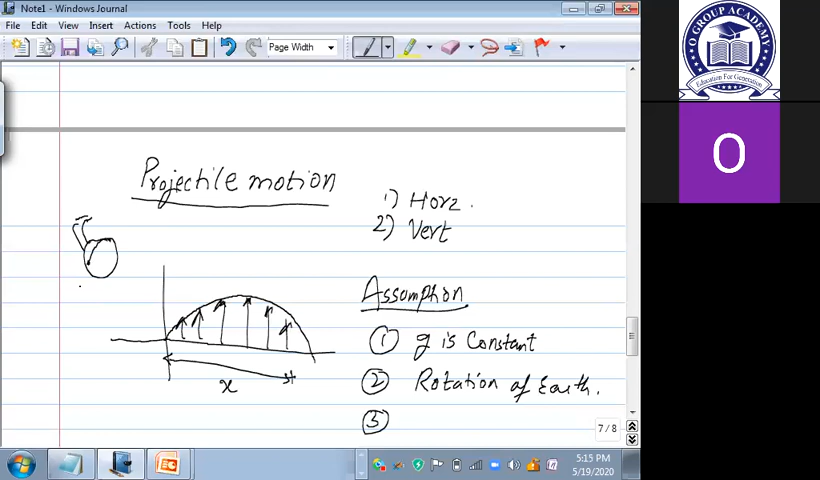 Note1 - Windows Journal
File Edit View Insert Actions Tools Help
Page Width
O GROUP ACADEMY
Education For Generation
O
Projectile motion
1) Horz.
2) Vert
Assumption
① g is Constant
② Rotation of Earth.
③
x
7 / 8
5:15 PM
5/19/2020